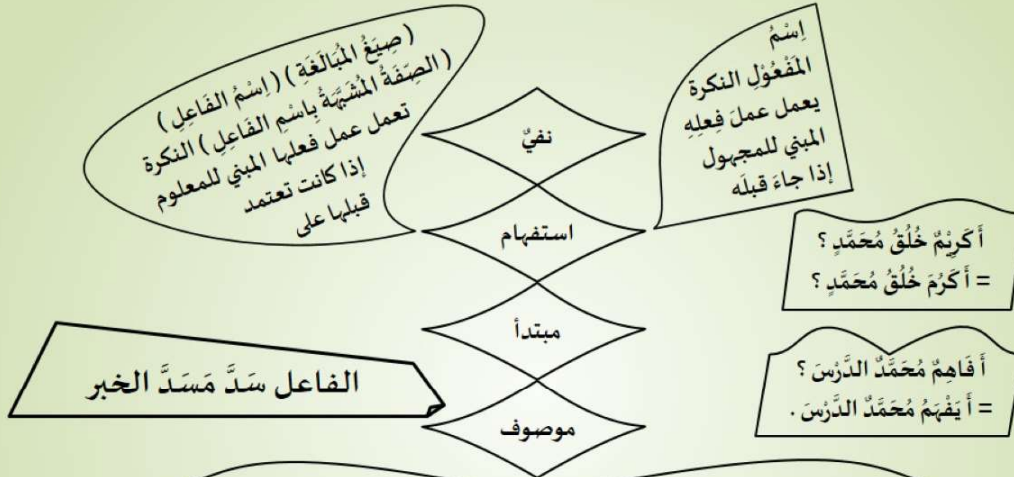 اِسْمُ
المَفْعُوْلِ النكرة
يعمل عملَ فِعلِهِ
المبني للمجهول
إذا جاءَ قبلَه
( صِيَغُ المُبَالَغَةِ ) ( اِسْمُ الفَاعِلِ )
( الصِّفَةُ المُشَبَّهَةُ بِاسْمِ الفَاعِلِ ) النكرة
تعمل عمل فعلها المبني للمعلوم
إذا كانت تعتمد
قبلها على
نفيٌ
استفهام
مبتدأ
موصوف
أ كَرِيْمٌ خُلُقُ مُحَمَّدٍ ؟
= أ كَرُمَ خُلُقُ مُحَمَّدٍ ؟
أ فَاهِمٌ مُحَمَّدٌ الدَّرْسَ ؟
= أ يَفْهَمُ مُحَمَّدٌ الدَّرْسَ .
الفاعل سَدَّ مَسَدَّ الخبر